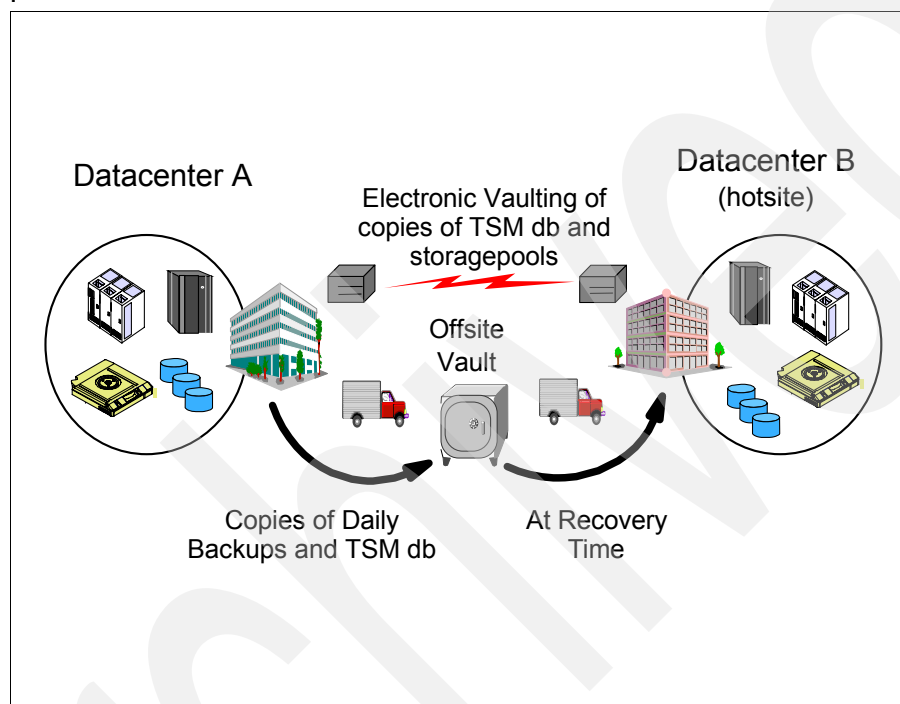 Datacenter A
Electronic Vaulting of
copies of TSM db and
storagepools
Datacenter B
(hotsite)
Offsite
Vault
Copies of Daily
Backups and TSM db
At Recovery
Time